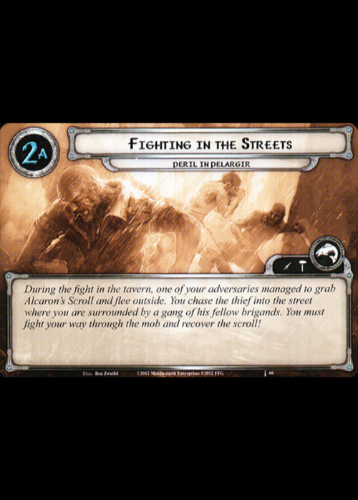 2A
Fighting in the Streets
Peril in Pelargir
During the fight in the tavern, one of your adversaries managed to grab
Alcaron's Scroll and flee outside. You chase the thief into the street
where you are surrounded by a gang of his fellow brigands. You must
fight your way through the mob and recover the scroll!
Illus. Ben Zweifel ©2012 Middle-earth Enterprises ©2012 FFG